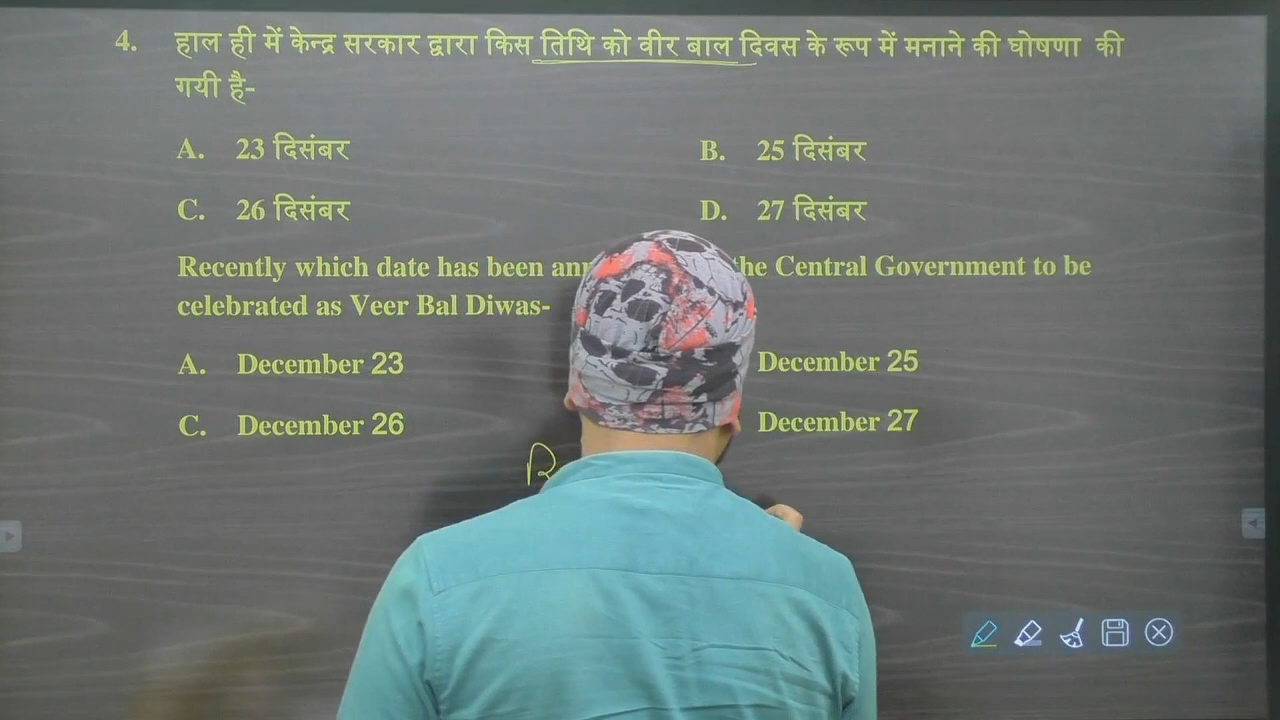 4. हाल ही में केन्द्र सरकार द्वारा किस तिथि को वीर बाल दिवस के रूप में मनाने की घोषणा की
गयी है-
A. 23 दिसंबर B. 25 दिसंबर
C. 26 दिसंबर D. 27 दिसंबर
Recently which date has been the Central Government to be
celebrated as Veer Bal Diwas-
A. December 23 December 25
C. December 26 December 27